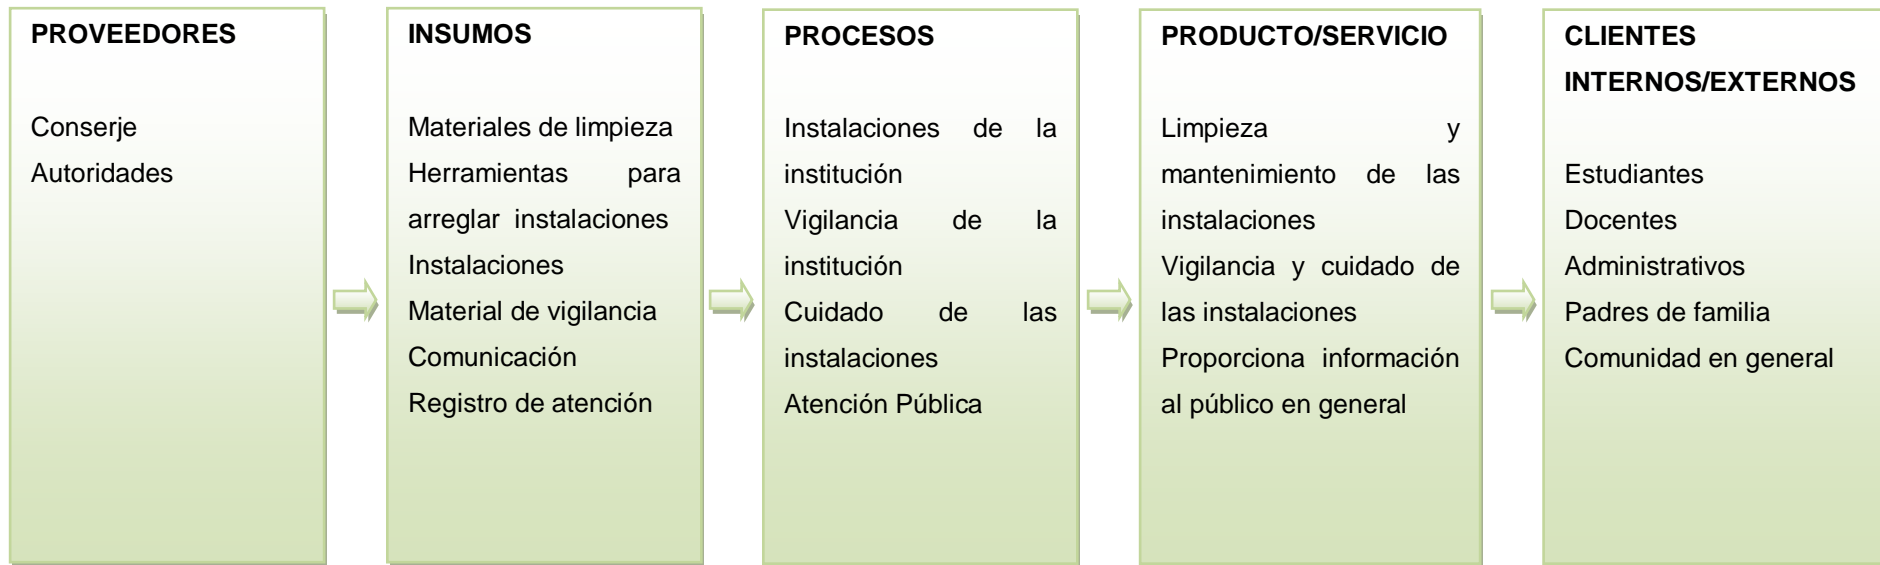 PROVEEDORES
Conserje
Autoridades
INSUMOS
Materiales de limpieza
Herramientas para
arreglar instalaciones
Instalaciones
Material de vigilancia
Comunicación
Registro de atención
PROCESOS
Instalaciones de la
institución
Vigilancia de la
institución
Cuidado de las
instalaciones
Atención Pública
PRODUCTO/SERVICIO
Limpieza y
mantenimiento de las
instalaciones
Vigilancia y cuidado de
las instalaciones
Proporciona información
al público en general
CLIENTES
INTERNOS/EXTERNOS
Estudiantes
Docentes
Administrativos
Padres de familia
Comunidad en general